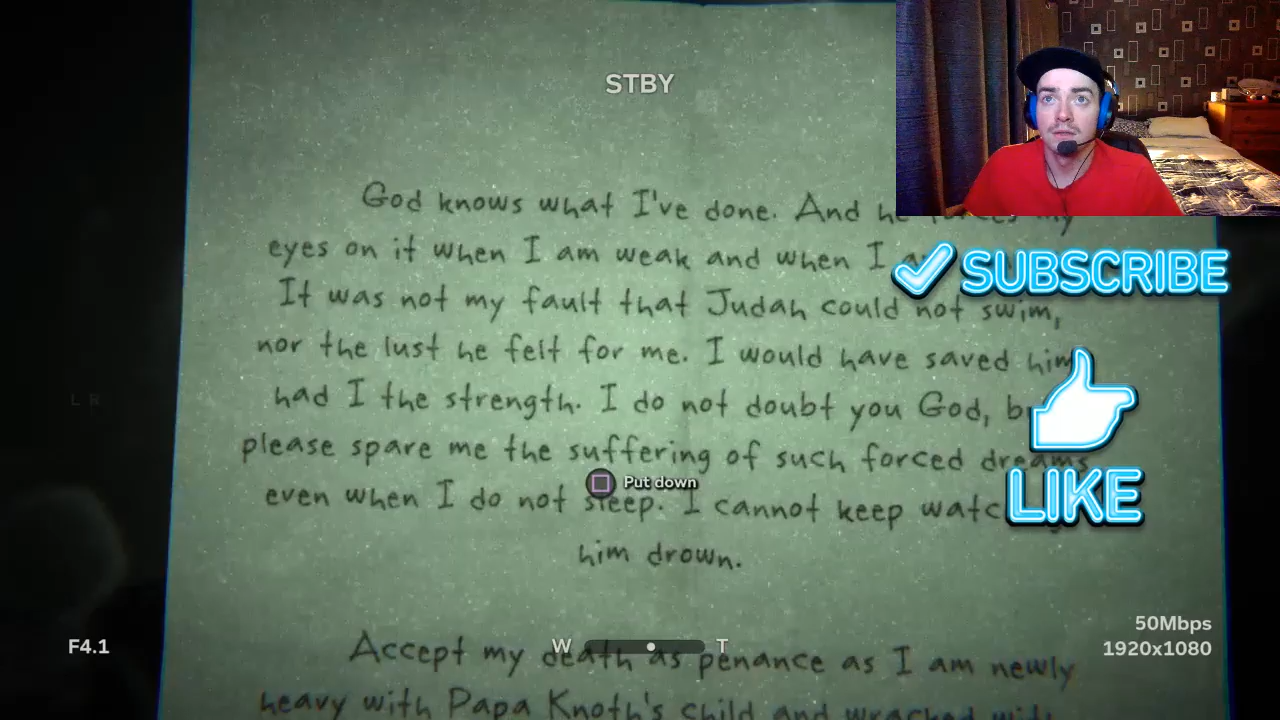 STBY
God knows what I've done. And he forces my
eyes on it when I am weak and when I
It was not my fault that Judah could not swim,
nor the lust he felt for me. I would have saved him
had I the strength. I do not doubt you God,
please spare me the suffering of such forced dreams
even when I do not sleep. I cannot keep
him drown.
Accept my death as penance as I am newly
heavy with Papa Knoth's child and wracked with
SUBSCRIBE
LIKE
Put down
L R
F4.1
W T
50Mbps
1920x1080